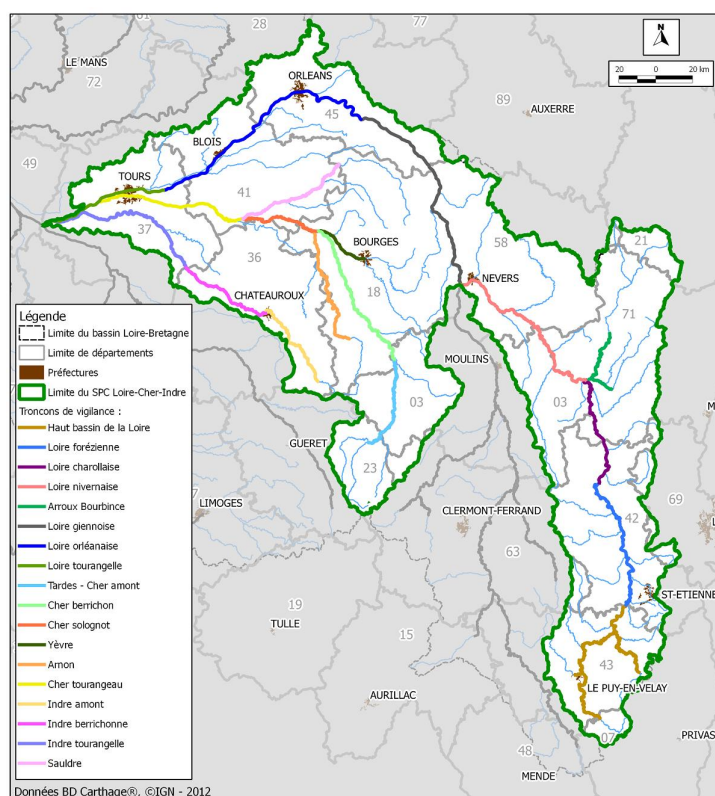 61
28
77
LE MANS
72
N
20 0 20 km
ORLEANS
45
89
AUXERRE
BLOIS
49
TOURS
41
37
BOURGES
58
21
36
NEVERS
CHATEAUROUX
18
71
MOULINS
03
03
GUERET
23
69
LIMOGES
CLERMONT-FERRAND
42
63
ST-ETIENNE
19
TULLE
15
43
LE PUY-EN-VELAY
AURILLAC
07
PRIVAS
48
MENDE
Légende
Limite du bassin Loire-Bretagne
Limite de départements
Préfectures
Limite du SPC Loire-Cher-Indre
Troncons de vigilance :
Haut bassin de la Loire
Loire forézienne
Loire charollaise
Loire nivernaise
Arroux Bourbince
Loire giennoise
Loire orléanaise
Loire tourangelle
Tardes - Cher amont
Cher berrichon
Cher solognot
Yèvre
Arnon
Cher tourangeau
Indre amont
Indre berrichonne
Indre tourangelle
Sauldre
Données BD Carthage®, ©IGN - 2012